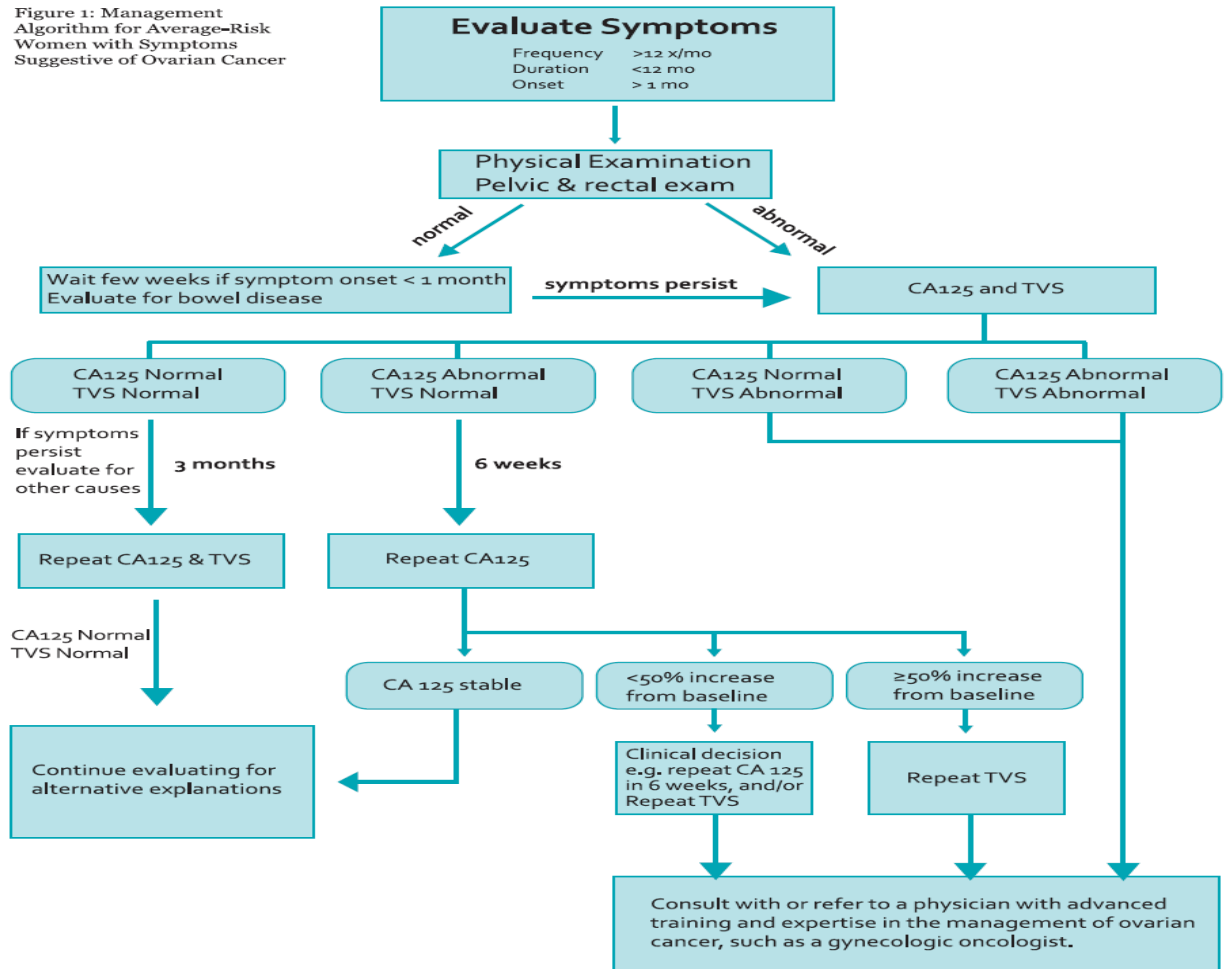 Figure 1: Management
Algorithm for Average-Risk
Women with Symptoms
Suggestive of Ovarian Cancer
Evaluate Symptoms
Frequency >12 x/mo
Duration <12 mo
Onset > 1 mo
Physical Examination
Pelvic & rectal exam
normal
abnormal
Wait few weeks if symptom onset < 1 month
Evaluate for bowel disease
symptoms persist
CA125 and TVS
CA125 Normal
TVS Normal
CA125 Abnormal
TVS Normal
CA125 Normal
TVS Abnormal
CA125 Abnormal
TVS Abnormal
If symptoms
persist
evaluate for
other causes
3 months
6 weeks
Repeat CA125 & TVS
Repeat CA125
CA125 Normal
TVS Normal
CA 125 stable
<50% increase
from baseline
≥50% increase
from baseline
Continue evaluating for
alternative explanations
Clinical decision
e.g. repeat CA 125
in 6 weeks, and/or
Repeat TVS
Repeat TVS
Consult with or refer to a physician with advanced
training and expertise in the management of ovarian
cancer, such as a gynecologic oncologist.